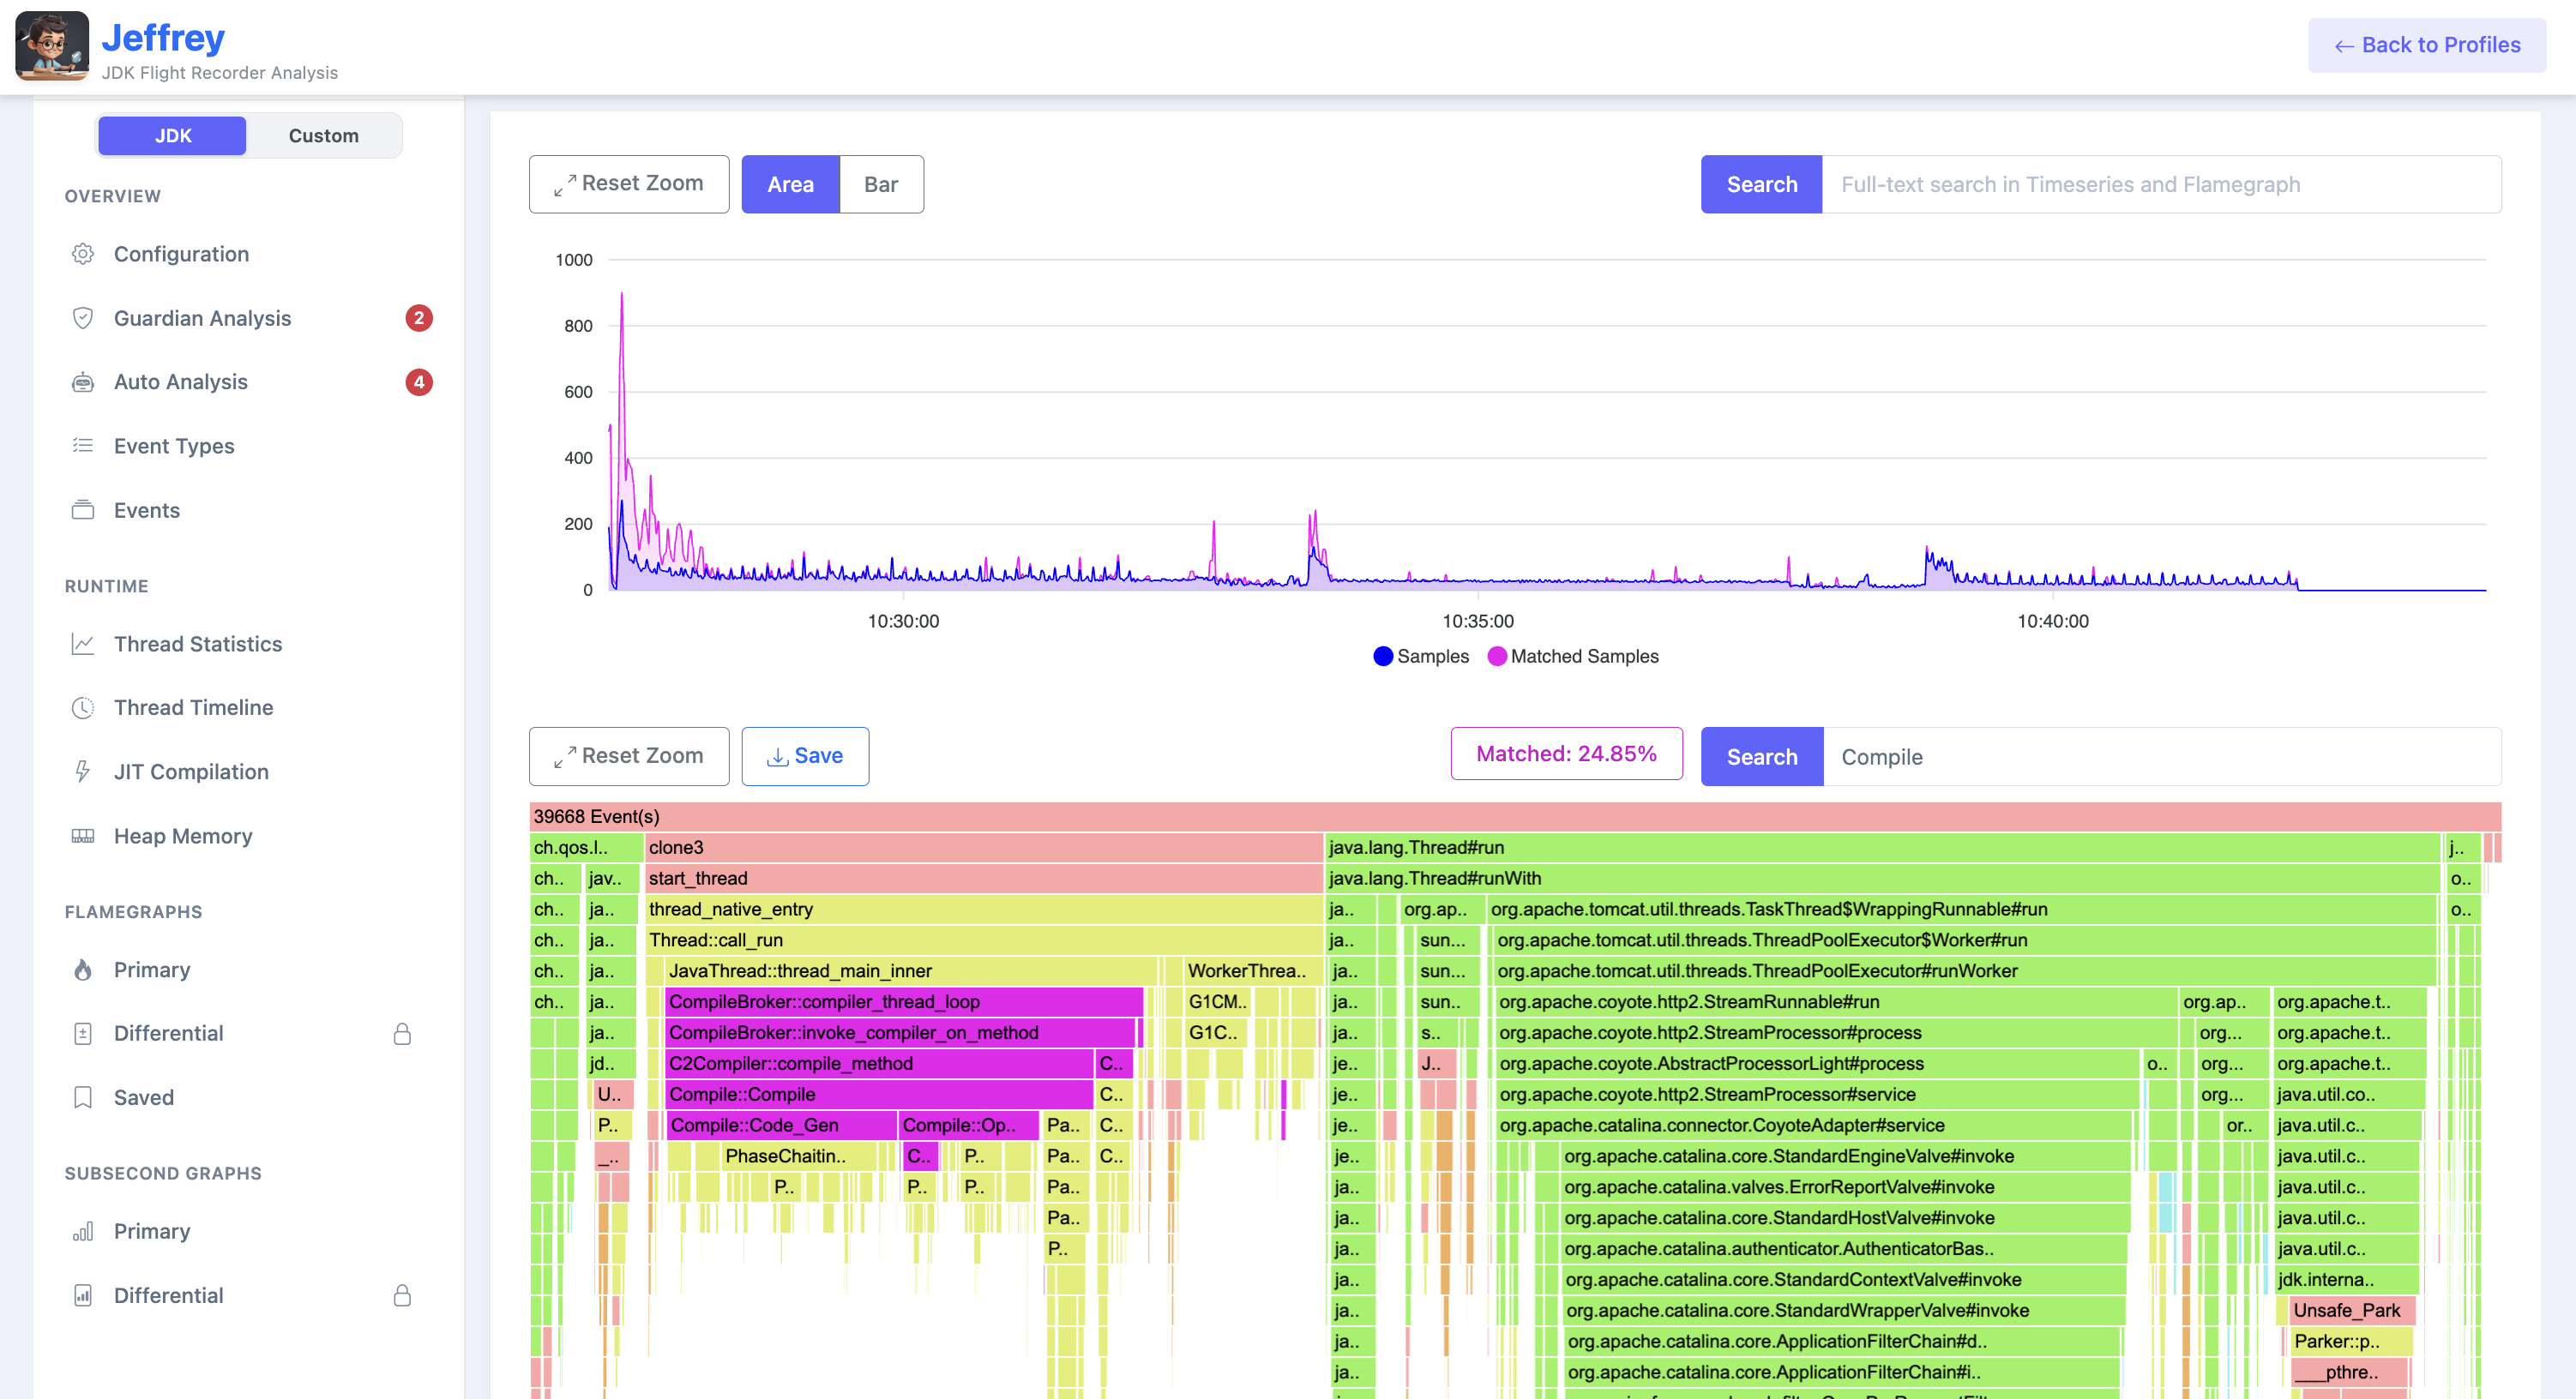 Jeffrey
JDK Flight Recorder Analysis
← Back to Profiles
JDK
Custom
OVERVIEW
Configuration
Guardian Analysis 2
Auto Analysis 4
Event Types
Events
RUNTIME
Thread Statistics
Thread Timeline
JIT Compilation
Heap Memory
FLAMEGRAPHS
Primary
Differential
Saved
SUBSECOND GRAPHS
Primary
Differential
Reset Zoom Area Bar Search Full-text search in Timeseries and Flamegraph
1000
800
600
400
200
0
10:30:00 10:35:00 10:40:00
Samples Matched Samples
Reset Zoom Save Matched: 24.85% Search Compile
39668 Event(s)
ch.qos.l.. clone3 java.lang.Thread#run j..
ch.. jav.. start_thread java.lang.Thread#runWith o..
ch.. ja.. thread_native_entry ja.. org.ap.. org.apache.tomcat.util.threads.TaskThread$WrappingRunnable#run o..
ch.. ja.. Thread::call_run ja.. sun... org.apache.tomcat.util.threads.ThreadPoolExecutor$Worker#run
ch.. ja.. JavaThread::thread_main_inner WorkerThrea.. ja.. sun... org.apache.tomcat.util.threads.ThreadPoolExecutor#runWorker
ch.. ja.. CompileBroker::compiler_thread_loop G1CM.. ja.. sun.. org.apache.coyote.http2.StreamRunnable#run org.ap.. org.apache.t..
ja.. CompileBroker::invoke_compiler_on_method G1C.. ja.. s.. org.apache.coyote.http2.StreamProcessor#process org... org.apache.t..
jd.. C2Compiler::compile_method C.. je.. J.. org.apache.coyote.AbstractProcessorLight#process o.. org... org.apache.t..
U.. Compile::Compile C.. je.. org.apache.coyote.http2.StreamProcessor#service org... java.util.co..
P.. Compile::Code_Gen Compile::Op.. Pa.. C.. je.. org.apache.catalina.connector.CoyoteAdapter#service or.. java.util.c..
_.. PhaseChaitin.. C.. P.. Pa.. C.. je.. org.apache.catalina.core.StandardEngineValve#invoke java.util.c..
P.. P.. P.. Pa.. ja.. org.apache.catalina.valves.ErrorReportValve#invoke java.util.c..
Pa.. ja.. org.apache.catalina.core.StandardHostValve#invoke java.util.c..
P.. ja.. org.apache.catalina.authenticator.AuthenticatorBas.. java.util.c..
ja.. org.apache.catalina.core.StandardContextValve#invoke jdk.interna..
ja.. org.apache.catalina.core.StandardWrapperValve#invoke Unsafe_Park
ja.. org.apache.catalina.core.ApplicationFilterChain#d.. Parker::p..
ja.. org.apache.catalina.core.ApplicationFilterChain#i.. ___pthre..